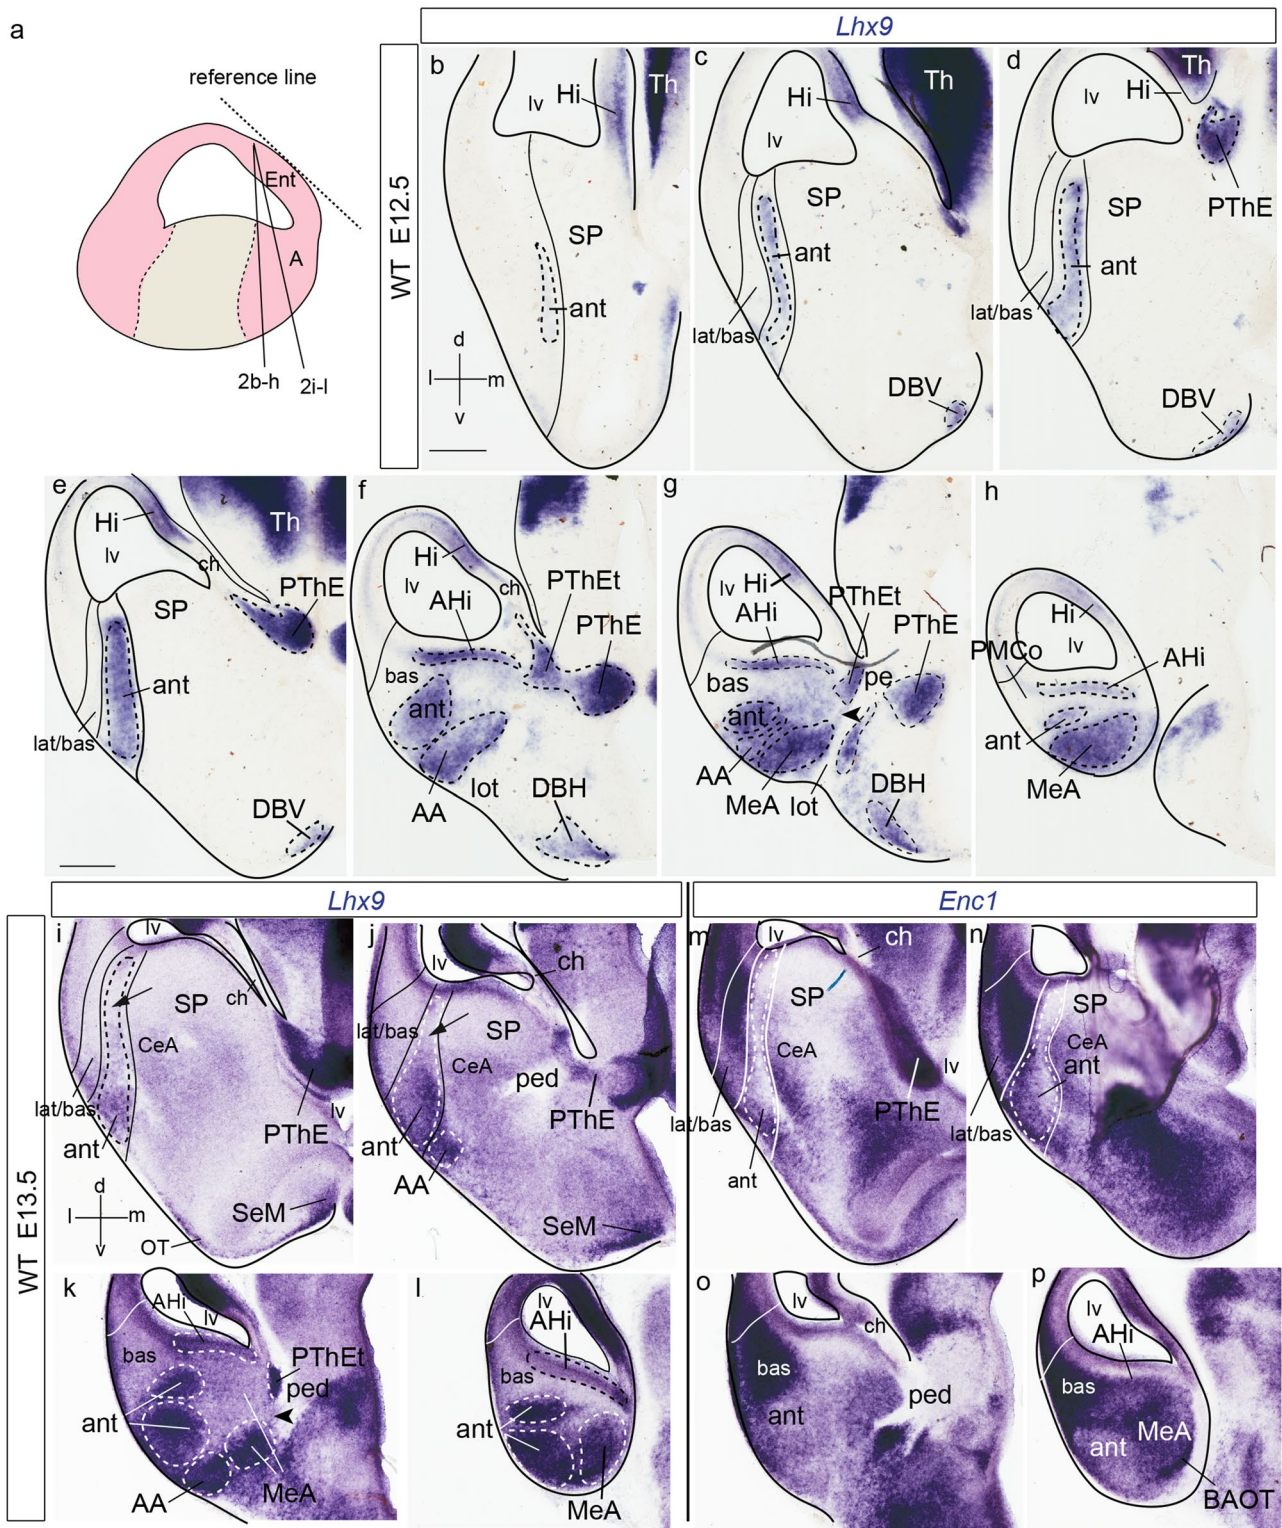 a
reference line
Ent
A
2b-h
2i-l
Lhx9
WT E12.5
b
lv
Hi
Th
SP
ant
d
l
m
v
c
Hi
Th
lv
SP
ant
lat/bas
DBV
d
lv
Hi
Th
PThE
SP
ant
lat/bas
DBV
e
Hi
lv
Th
ch
PThE
SP
ant
lat/bas
DBV
f
Hi
lv
ch
AHi
PThEt
PThE
bas
ant
AA
lot
DBH
g
lv
Hi
AHi
PThEt
PThE
pe
bas
ant
AA
MeA
lot
DBH
h
Hi
lv
PMCo
AHi
ant
MeA
Lhx9
Enc1
WT E13.5
i
lv
SP
ch
CeA
lat/bas
lv
PThE
ant
d
l
m
v
SeM
OT
j
lv
ch
lat/bas
SP
CeA
ped
PThE
ant
AA
SeM
m
lv
ch
SP
CeA
lv
PThE
lat/bas
ant
n
SP
CeA
ant
lat/bas
k
AHi
lv
bas
PThEt
ped
ant
AA
MeA
l
lv
AHi
bas
ant
MeA
o
lv
ch
bas
ped
ant
p
lv
AHi
bas
MeA
ant
BAOT